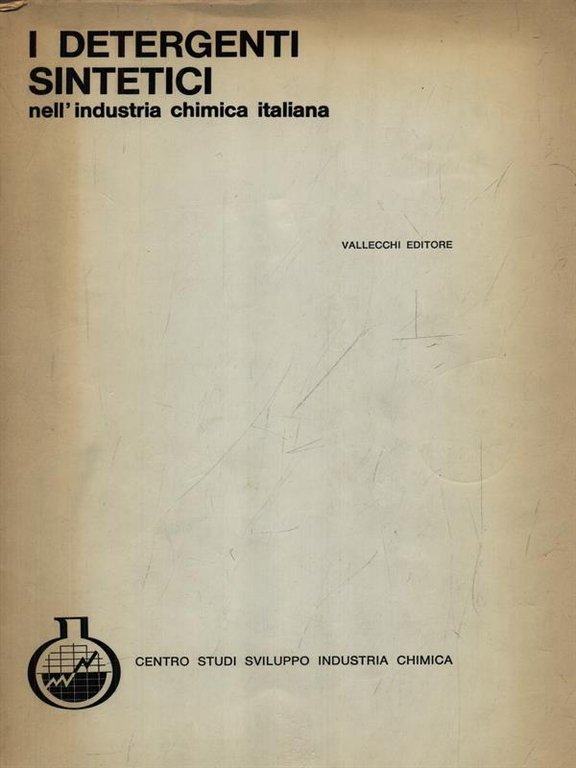 I DETERGENTI
SINTETICI
nell'industria chimica italiana
VALLECCHI EDITORE
CENTRO STUDI SVILUPPO INDUSTRIA CHIMICA